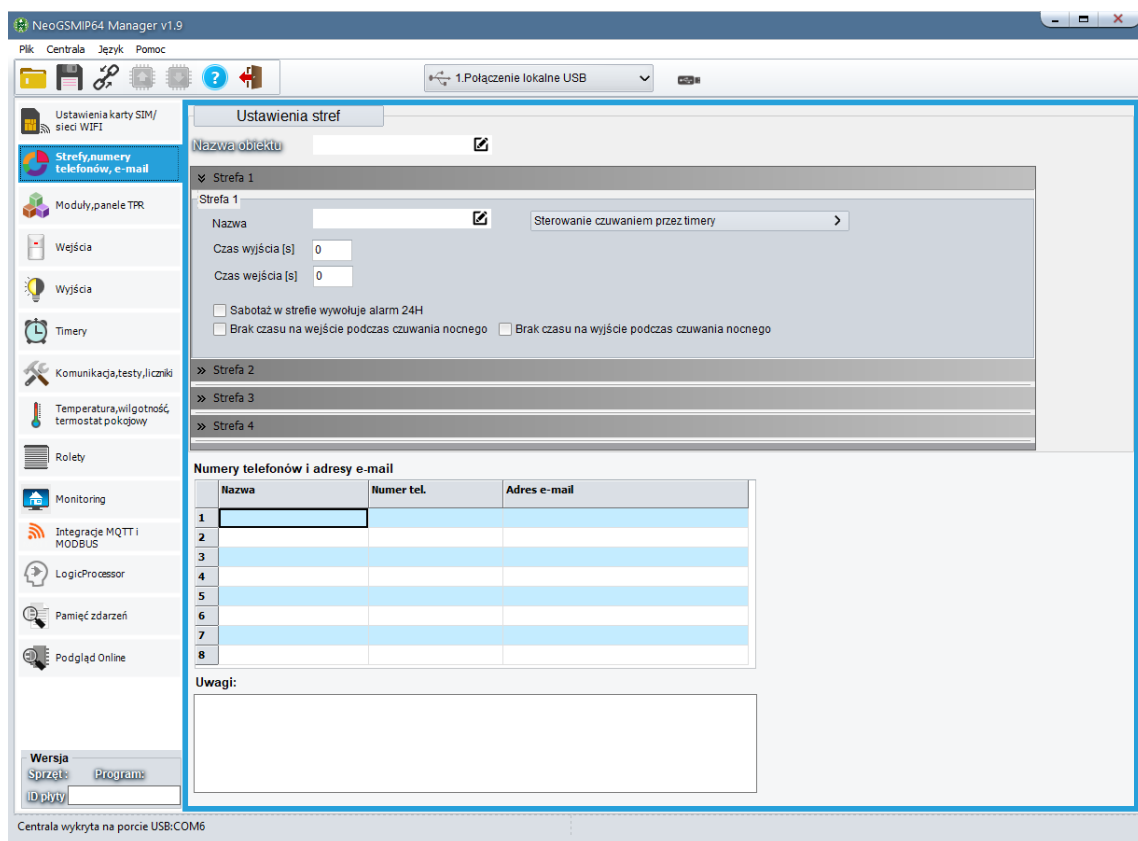 NeoGSMIP64 Manager v1.9
Plik Centrala Język Pomoc
1.Połączenie lokalne USB
Ustawienia karty SIM/
sieci WIFI
Strefy,numery
telefonów, e-mail
Moduły,panele TPR
Wejścia
Wyjścia
Timery
Komunikacja,testy,liczniki
Temperatura,wilgotność,
termostat pokojowy
Rolety
Monitoring
Integracje MQTT i
MODBUS
LogicProcessor
Pamięć zdarzeń
Podgląd Online
Wersja
Sprzęt: Program:
ID płyty
Ustawienia stref
Nazwa obiektu
Strefa 1
Strefa 1
Nazwa
Sterowanie czuwaniem przez timery
Czas wyjścia [s] 0
Czas wejścia [s] 0
Sabotaż w strefie wywołuje alarm 24H
Brak czasu na wejście podczas czuwania nocnego Brak czasu na wyjście podczas czuwania nocnego
Strefa 2
Strefa 3
Strefa 4
Numery telefonów i adresy e-mail
Nazwa Numer tel. Adres e-mail
1
2
3
4
5
6
7
8
Uwagi:
Centrala wykryta na porcie USB:COM6